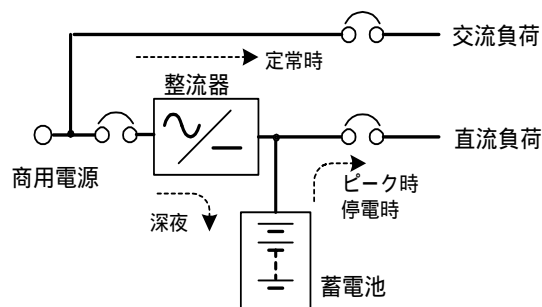 交流負荷
定常時
整流器
直流負荷
商用電源
ピーク時
停電時
深夜
蓄電池